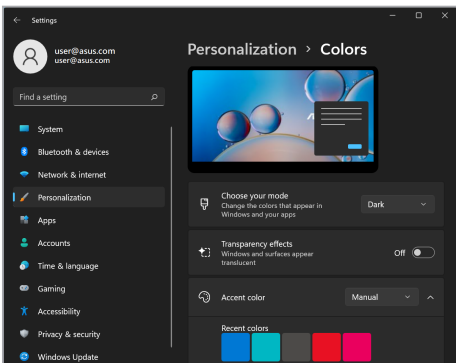 Settings
user@asus.com
user@asus.com
Find a setting
System
Bluetooth & devices
Network & internet
Personalization
Apps
Accounts
Time & language
Gaming
Accessibility
Privacy & security
Windows Update
Personalization > Colors
Choose your mode
Change the colors that appear in
Windows and your apps
Dark
Transparency effects
Windows and surfaces appear
translucent
Off
Accent color
Manual
Recent colors